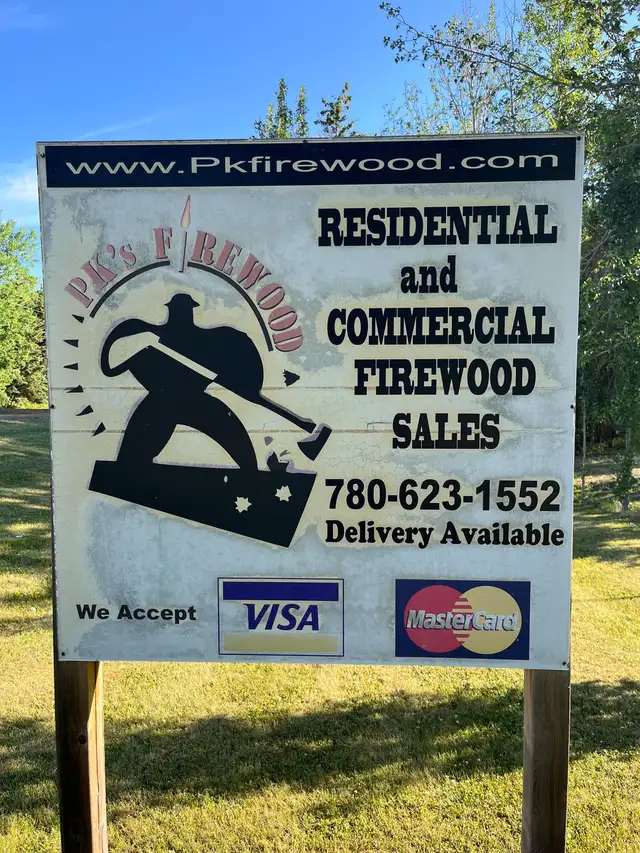 www.Pkfirewood.com
PK's FIREWOOD
RESIDENTIAL
and
COMMERCIAL
FIREWOOD
SALES
780-623-1552
Delivery Available
We Accept
VISA
MasterCard